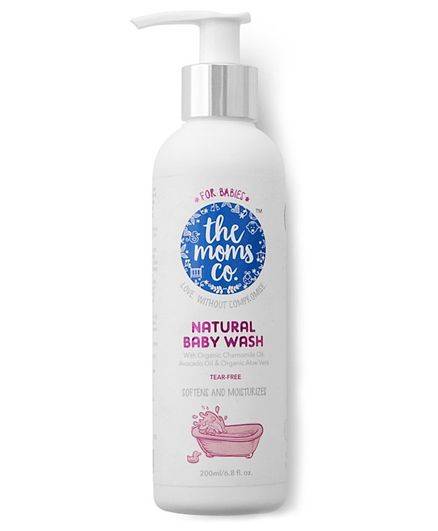 * FOR BABIES *
TM
the
moms
co.
LOVE WITHOUT COMPROMISE
NATURAL
BABY WASH
With Organic Chamomile Oil,
Avocado Oil & Organic Aloe Vera
TEAR-FREE
SOFTENS AND MOISTURIZES
200ml/6.8 fl. oz.